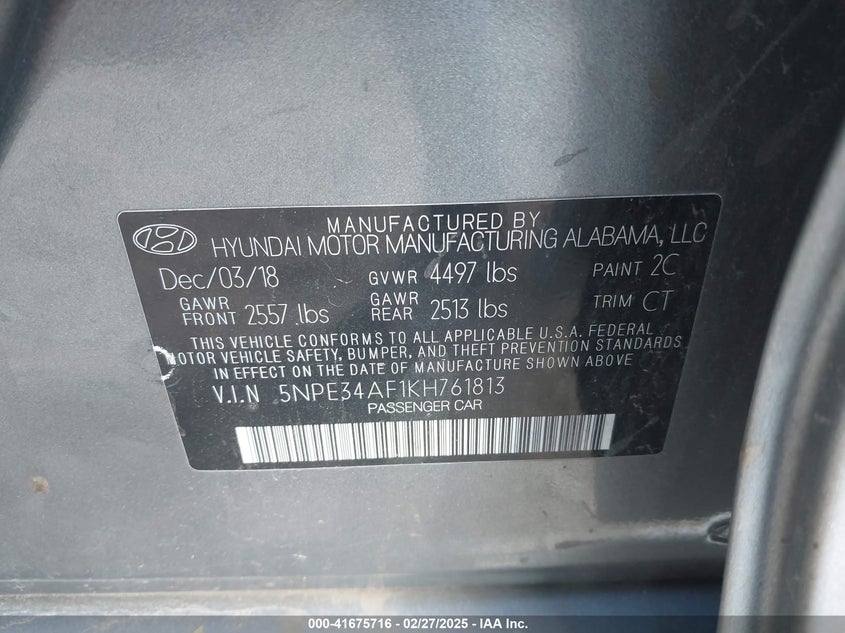 MANUFACTURED BY
HYUNDAI MOTOR MANUFACTURING ALABAMA, LLC
Dec/03/18 GVWR 4497 lbs PAINT 2C
GAWR FRONT 2557 lbs GAWR REAR 2513 lbs TRIM CT
THIS VEHICLE CONFORMS TO ALL APPLICABLE U.S.A. FEDERAL
MOTOR VEHICLE SAFETY, BUMPER, AND THEFT PREVENTION STANDARDS
IN EFFECT ON THE DATE OF MANUFACTURE SHOWN ABOVE
V.I.N 5NPE34AF1KH761813
PASSENGER CAR
000-41675716 - 02/27/2025 - IAA Inc.